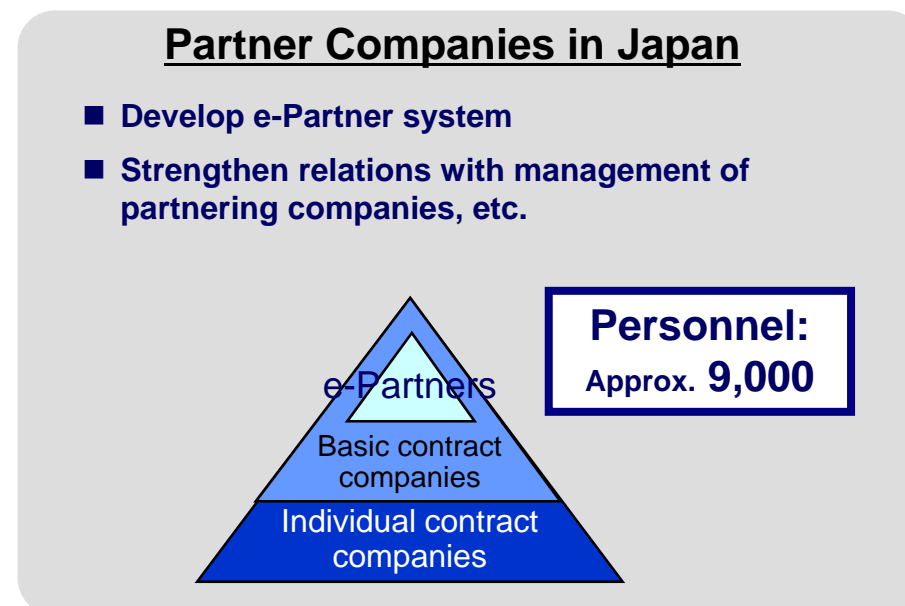 Partner Companies in Japan
Develop e-Partner system
Strengthen relations with management of
partnering companies, etc.
Personnel:
Approx. 9,000
e-Partners
Basic contract
companies
Individual contract
companies